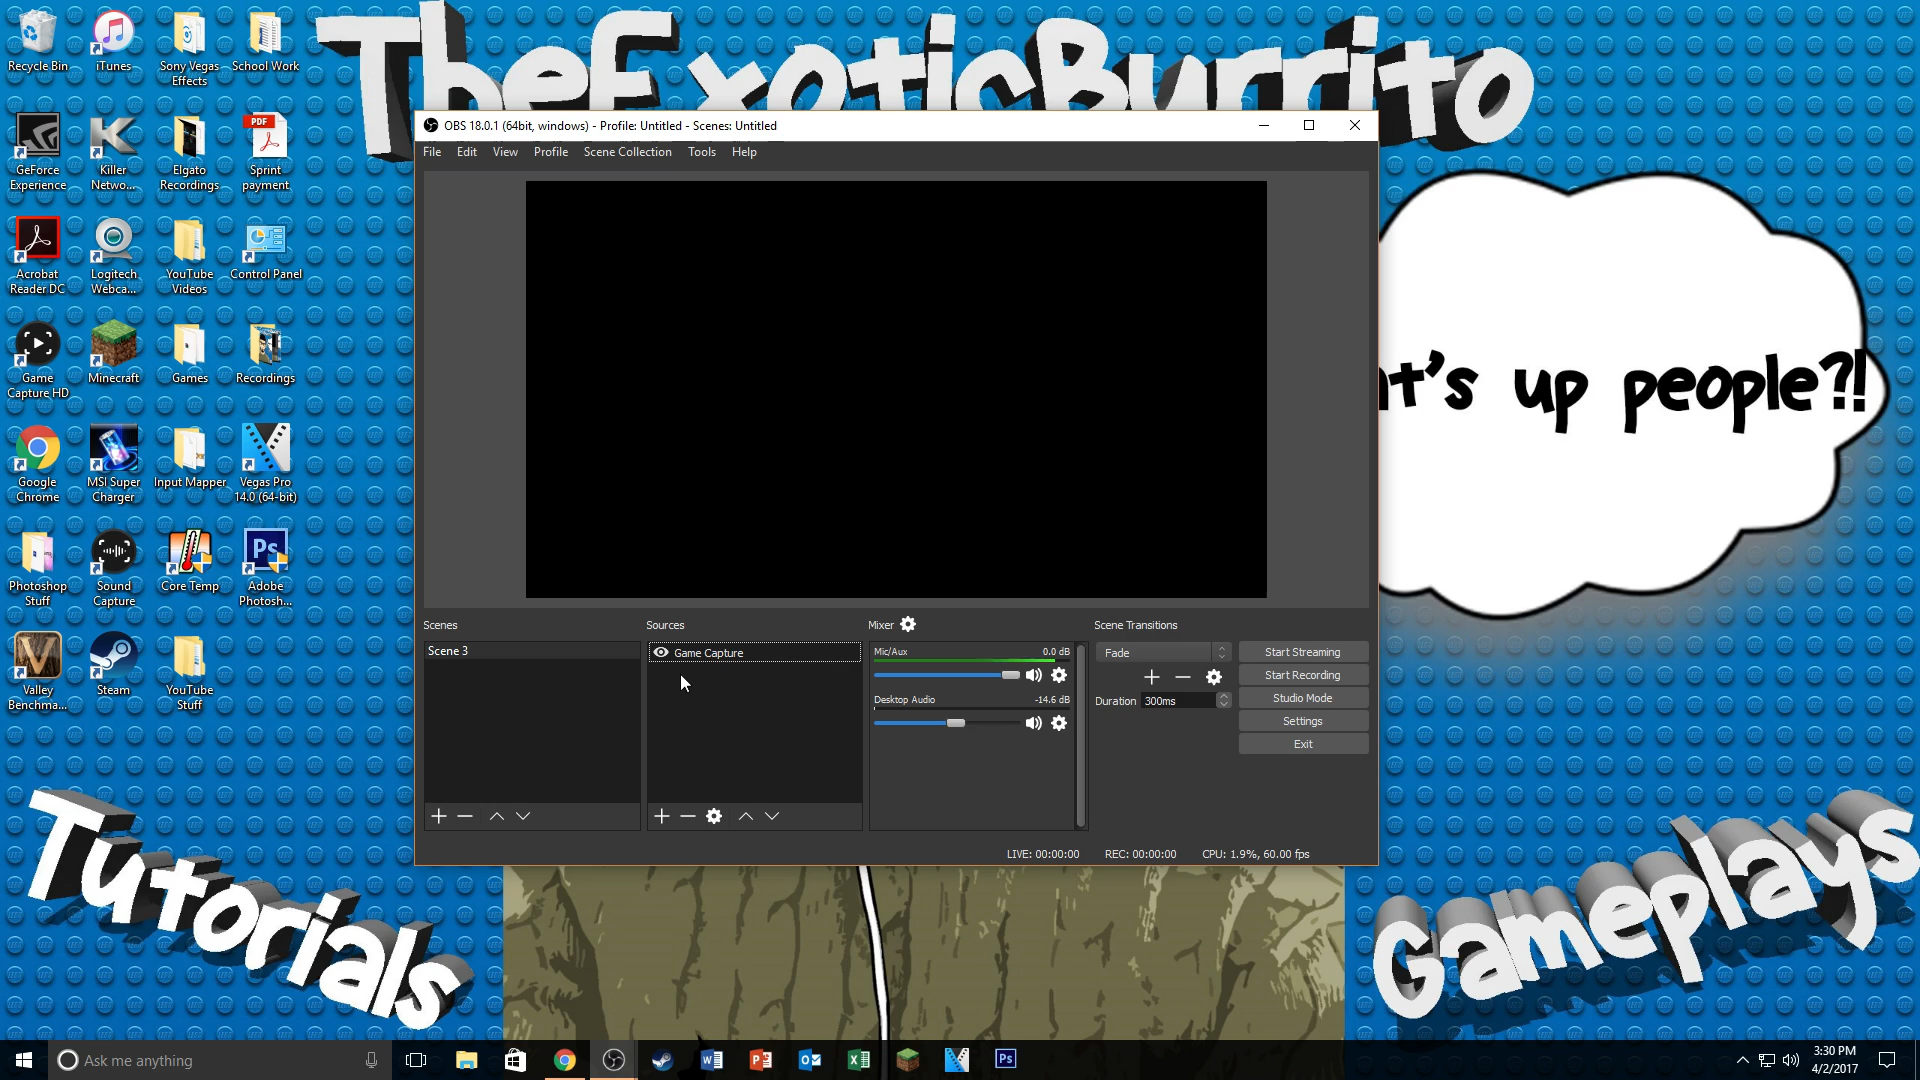 TheExoticBurrito
Recycle Bin
iTunes
Sony Vegas
Effects
School Work
GeForce
Experience
Killer
Netwo...
Elgato
Recordings
PDF
Sprint
payment
Acrobat
Reader DC
Logitech
Webca...
YouTube
Videos
Control Panel
Game
Capture HD
Minecraft
Games
Recordings
Google
Chrome
MSI Super
Charger
Input Mapper
Vegas Pro
14.0 (64-bit)
Photoshop
Stuff
Sound
Capture
Core Temp
Ps
Adobe
Photosh...
Valley
Benchma...
Steam
YouTube
Stuff
OBS 18.0.1 (64bit, windows) - Profile: Untitled - Scenes: Untitled
File Edit View Profile Scene Collection Tools Help
Scenes
Scene 3
Sources
Game Capture
Mixer
Mic/Aux 0.0 dB
Desktop Audio -14.6 dB
Scene Transitions
Fade
Duration 300ms
Start Streaming
Start Recording
Studio Mode
Settings
Exit
LIVE: 00:00:00 REC: 00:00:00 CPU: 1.9%, 60.00 fps
t's up people?!
Tutorials
Gameplays
Ask me anything
Ps
3:30 PM
4/2/2017